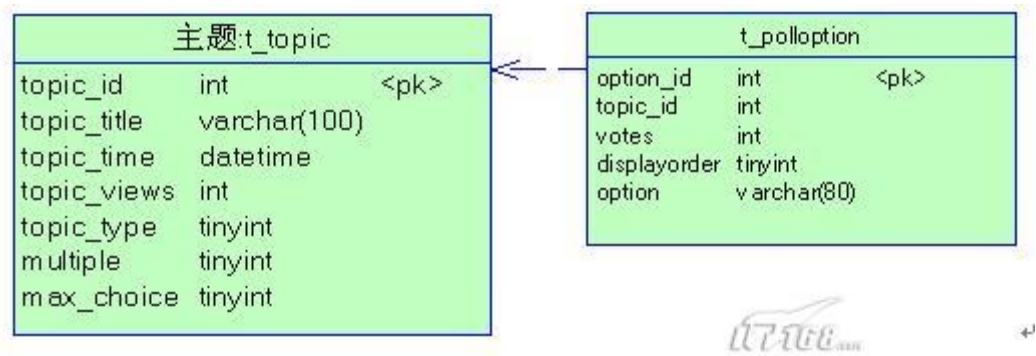 主题:t_topic
topic_id int <pk>
topic_title varchar(100)
topic_time datetime
topic_views int
topic_type tinyint
multiple tinyint
max_choice tinyint
t_polloption
option_id int <pk>
topic_id int
votes int
displayorder tinyint
option varchar(80)